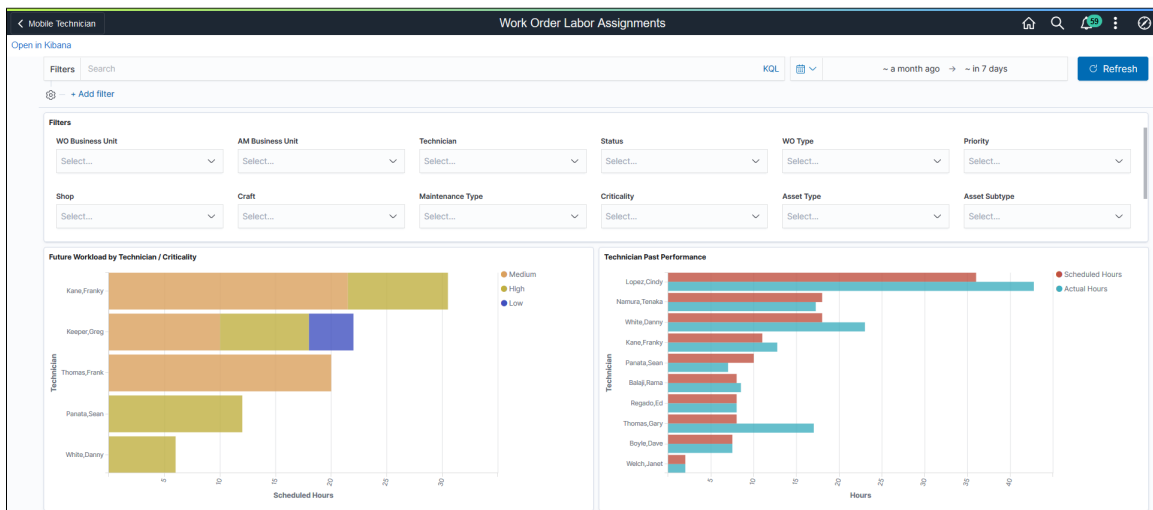 Mobile Technician
Work Order Labor Assignments
59
Open in Kibana
Filters Search KQL ~ a month ago → ~ in 7 days Refresh
+ Add filter
Filters
WO Business Unit AM Business Unit Technician Status WO Type Priority
Select... Select... Select... Select... Select... Select...
Shop Craft Maintenance Type Criticality Asset Type Asset Subtype
Select... Select... Select... Select... Select... Select...
Future Workload by Technician / Criticality
Technician
Kane,Franky
Keeper,Greg
Thomas,Frank
Panata,Sean
White,Danny
5 10 15 20 25 30
Scheduled Hours
Medium
High
Low
Technician Past Performance
Technician
Lopez,Cindy
Namura,Tenaka
White,Danny
Kane,Franky
Panata,Sean
Balaji,Rama
Regado,Ed
Thomas,Gary
Boyle,Dave
Welch,Janet
5 10 15 20 25 30 35 40
Hours
Scheduled Hours
Actual Hours